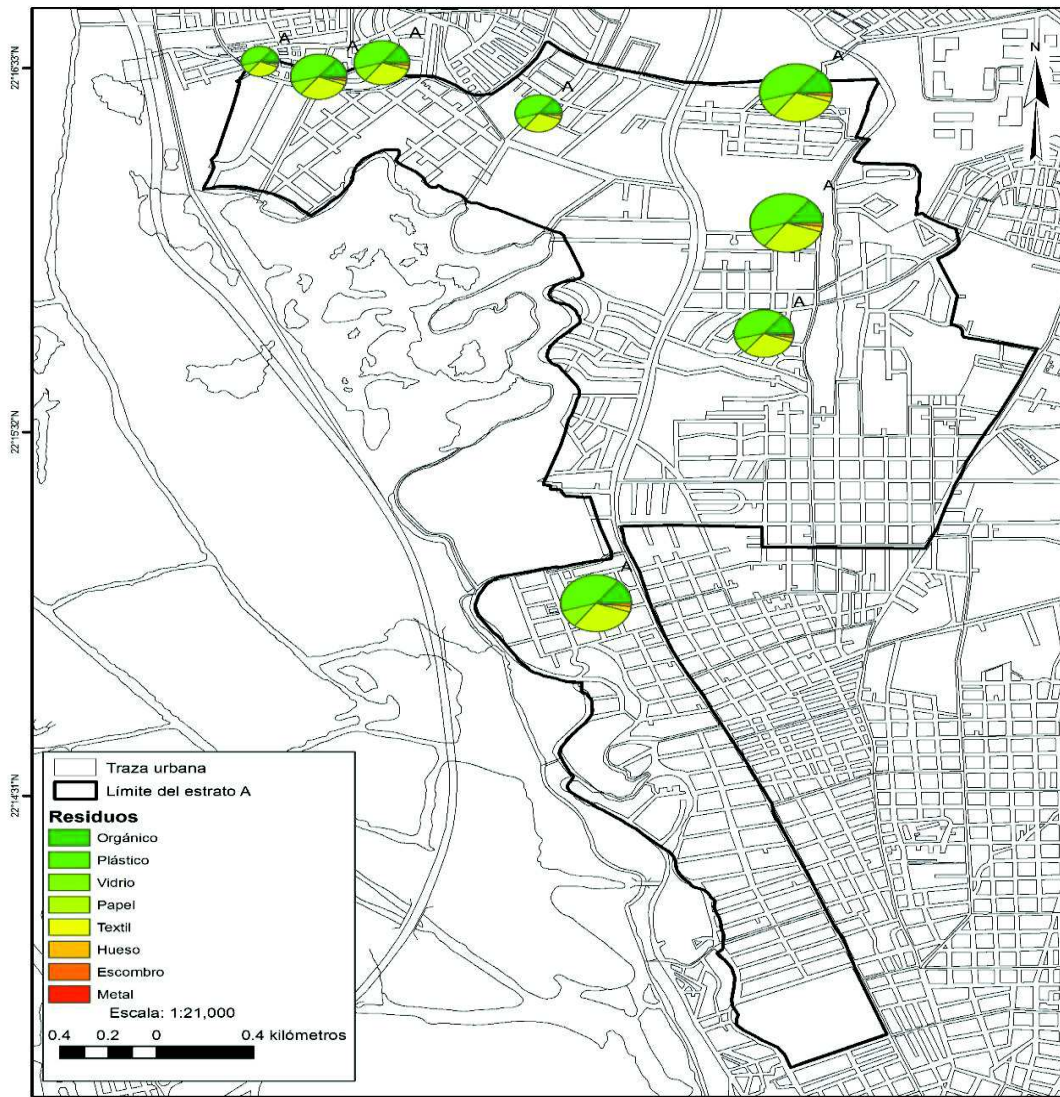 A
A
A
A
A
N
22°16'33"N
A
A
22°15'32"N
A
22°14'31"N
Traza urbana
Límite del estrato A
Residuos
Orgánico
Plástico
Vidrio
Papel
Textil
Hueso
Escombro
Metal
Escala: 1:21,000
0.4 0.2 0 0.4 kilómetros